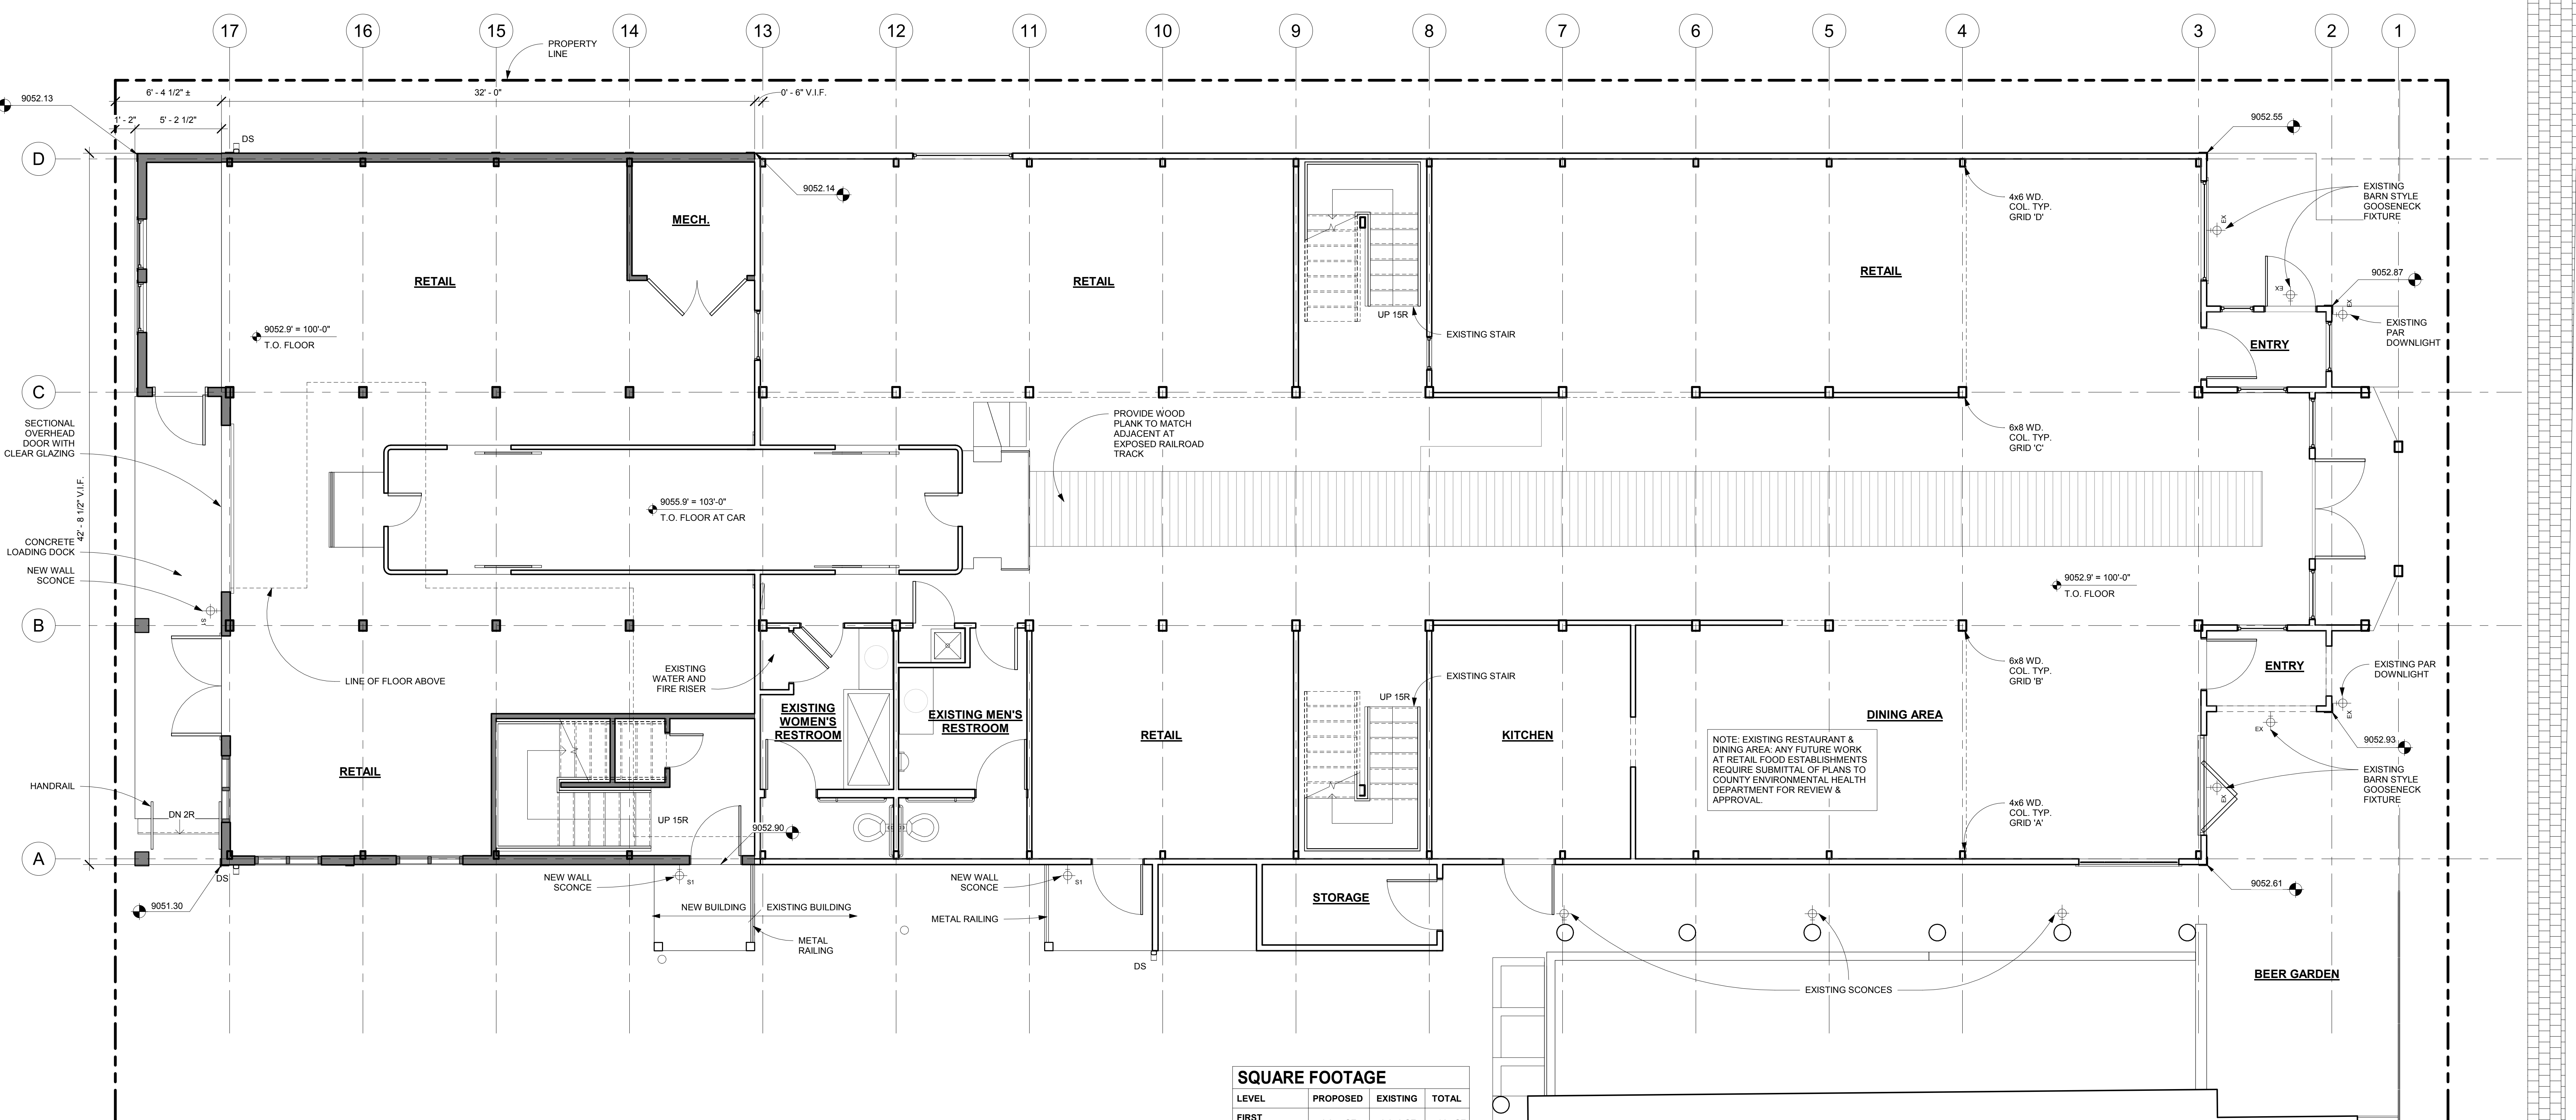 17
16
15
14
13
12
11
10
9
8
7
6
5
4
3
2
1
PROPERTY
LINE
9052.13
6' - 4 1/2" ±
32' - 0"
0' - 6" V.I.F.
1' - 2"
5' - 2 1/2"
DS
9052.55
D
9052.14
4x6 WD.
COL. TYP.
GRID 'D'
EXISTING
BARN STYLE
GOOSENECK
FIXTURE
EX
MECH.
RETAIL
RETAIL
RETAIL
9052.87
EX
EX
UP 15R
EXISTING STAIR
9052.9' = 100'-0"
T.O. FLOOR
EXISTING
PAR
DOWNLIGHT
ENTRY
C
SECTIONAL
OVERHEAD
DOOR WITH
CLEAR GLAZING
PROVIDE WOOD
PLANK TO MATCH
ADJACENT AT
EXPOSED RAILROAD
TRACK
6x8 WD.
COL. TYP.
GRID 'C'
42' - 8 1/2" V.I.F.
9055.9' = 103'-0"
T.O. FLOOR AT CAR
CONCRETE
LOADING DOCK
NEW WALL
SCONCE
S1
9052.9' = 100'-0"
T.O. FLOOR
B
LINE OF FLOOR ABOVE
EXISTING
WATER AND
FIRE RISER
EXISTING STAIR
UP 15R
6x8 WD.
COL. TYP.
GRID 'B'
ENTRY
EXISTING PAR
DOWNLIGHT
EX
EXISTING
WOMEN'S
RESTROOM
EXISTING MEN'S
RESTROOM
RETAIL
KITCHEN
DINING AREA
EX
9052.93
NOTE: EXISTING RESTAURANT &
DINING AREA: ANY FUTURE WORK
AT RETAIL FOOD ESTABLISHMENTS
REQUIRE SUBMITTAL OF PLANS TO
COUNTY ENVIRONMENTAL HEALTH
DEPARTMENT FOR REVIEW &
APPROVAL.
RETAIL
HANDRAIL
DN 2R
UP 15R
9052.90
4x6 WD.
COL. TYP.
GRID 'A'
EX
EXISTING
BARN STYLE
GOOSENECK
FIXTURE
A
DS
NEW WALL
SCONCE
S1
NEW WALL
SCONCE
S1
9052.61
9051.30
NEW BUILDING
EXISTING BUILDING
METAL RAILING
STORAGE
METAL
RAILING
DS
EXISTING SCONCES
BEER GARDEN
SQUARE FOOTAGE
LEVEL PROPOSED EXISTING TOTAL
FIRST